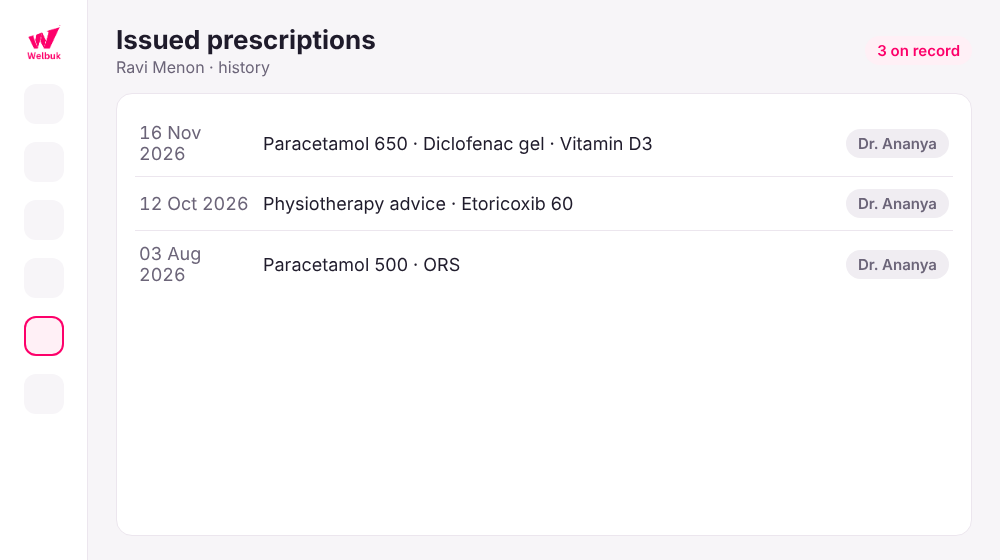 Welbuk
Issued prescriptions
Ravi Menon · history
3 on record
16 Nov
2026
Paracetamol 650 · Diclofenac gel · Vitamin D3
Dr. Ananya
12 Oct 2026
Physiotherapy advice · Etoricoxib 60
Dr. Ananya
03 Aug
2026
Paracetamol 500 · ORS
Dr. Ananya